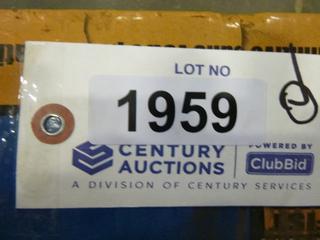 LOT NO
1959
CENTURY
AUCTIONS
POWERED BY
ClubBid
A DIVISION OF CENTURY SERVICES